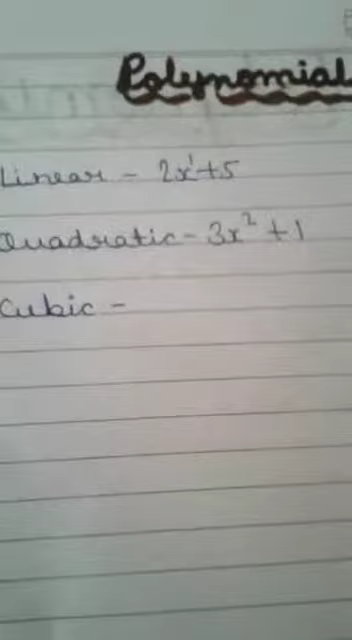 Polynomial
Linear - 2x¹+5
Quadratic - 3x² + 1
Cubic -